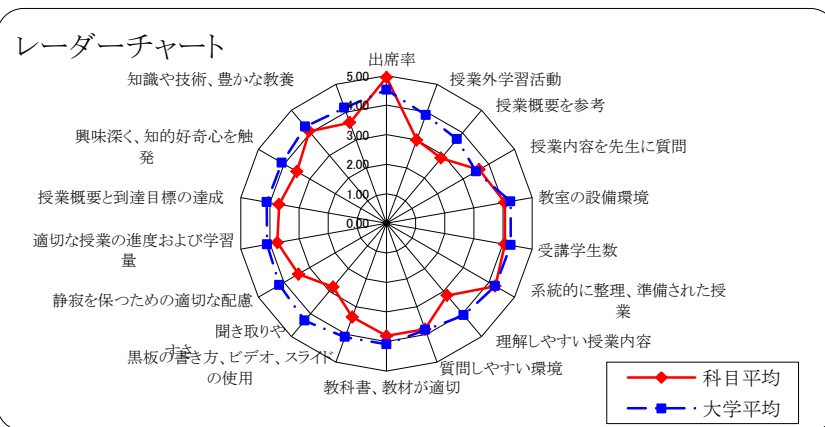 レーダーチャート
出席率
授業外学習活動
授業概要を参考
授業内容を先生に質問
教室の設備環境
受講学生数
系統的に整理、準備された授
業
理解しやすい授業内容
質問しやすい環境
教科書、教材が適切
黒板の書き方、ビデオ、スライド
の使用
聞き取りや
すさ
静寂を保つための適切な配慮
適切な授業の進度および学習
量
授業概要と到達目標の達成
興味深く、知的好奇心を触
発
知識や技術、豊かな教養
5.00
4.00
3.00
2.00
1.00
0.00
科目平均
大学平均